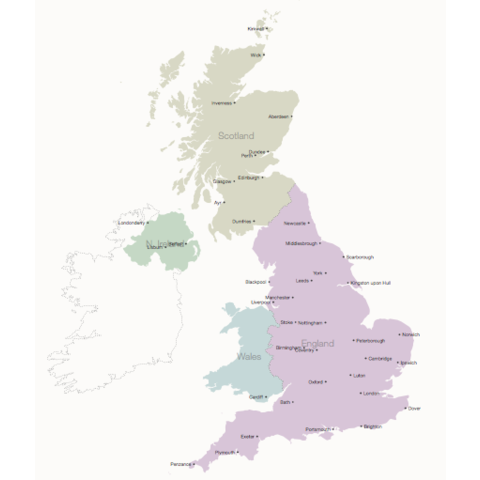 Kirkwall
Wick
Inverness
Aberdeen
Scotland
Dundee
Perth
Glasgow
Edinburgh
Ayr
Dumfries
Londonderry
N. Ireland
Belfast
Lisburn
Newcastle
Middlesbrough
Scarborough
York
Leeds
Kingston upon Hull
Blackpool
Manchester
Liverpool
Stoke
Nottingham
Norwich
Peterborough
Birmingham
England
Coventry
Wales
Cambridge
Ipswich
Luton
Oxford
London
Cardiff
Bath
Dover
Brighton
Portsmouth
Exeter
Plymouth
Penzance